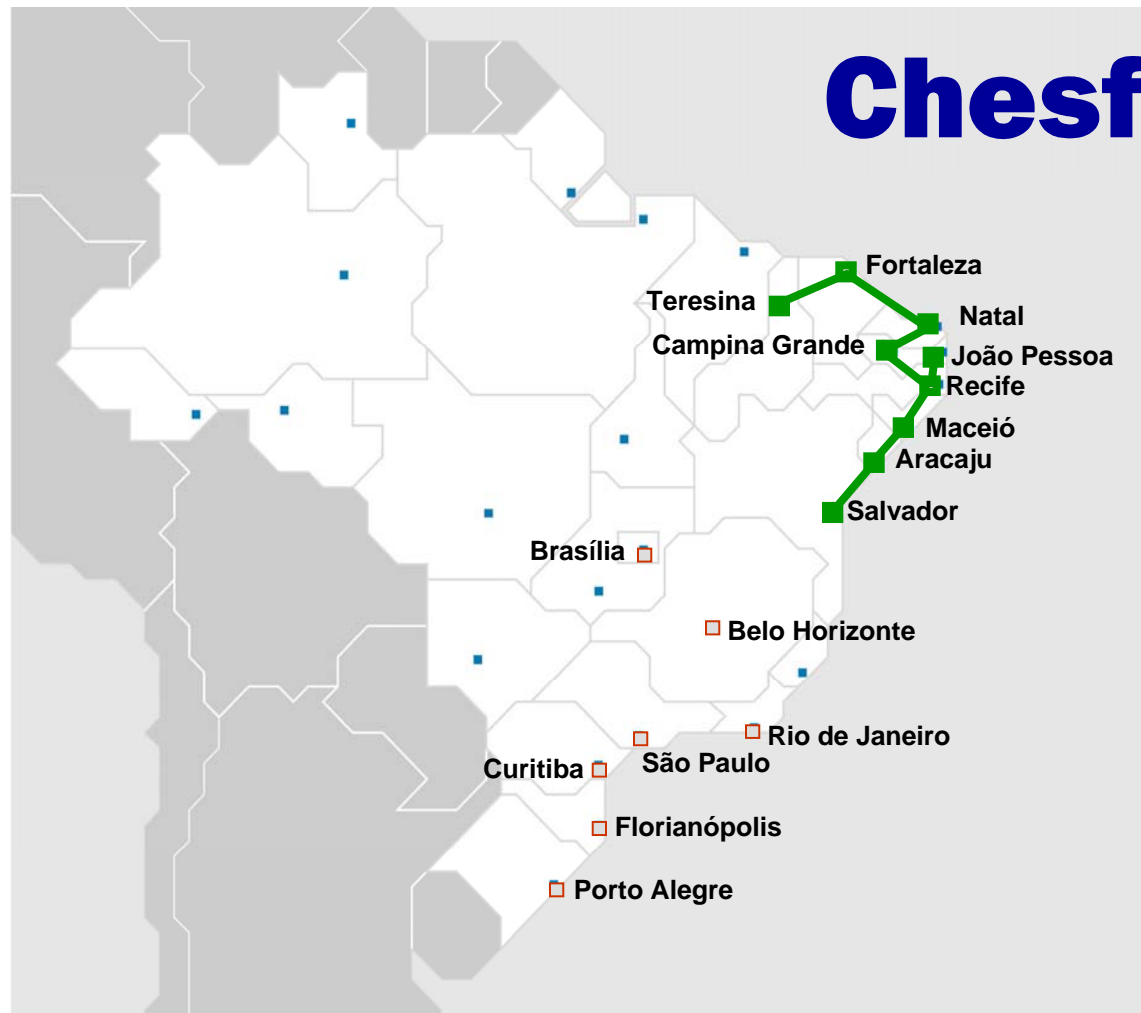 Chesf
Fortaleza
Teresina
Natal
Campina Grande
João Pessoa
Recife
Maceió
Aracaju
Salvador
Brasília
Belo Horizonte
Rio de Janeiro
São Paulo
Curitiba
Florianópolis
Porto Alegre